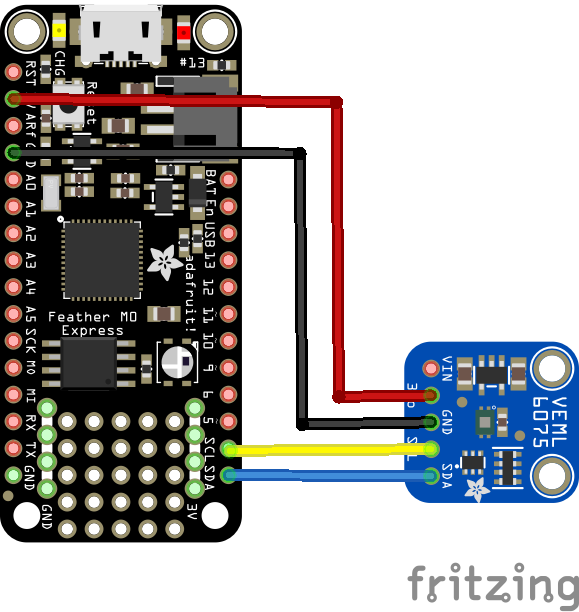 CHG
#13
RST
Reset
ARf
A0
A1
A2
A3
A4
A5
SCK
MO
MI
RX
TX
GND
BAT
En
USB
13
12
11
10
9
6
5
SCL
SDA
adafruit!
Feather M0
Express
GND
3V
VIN
GND
SDA
VEML
6075
fritzing